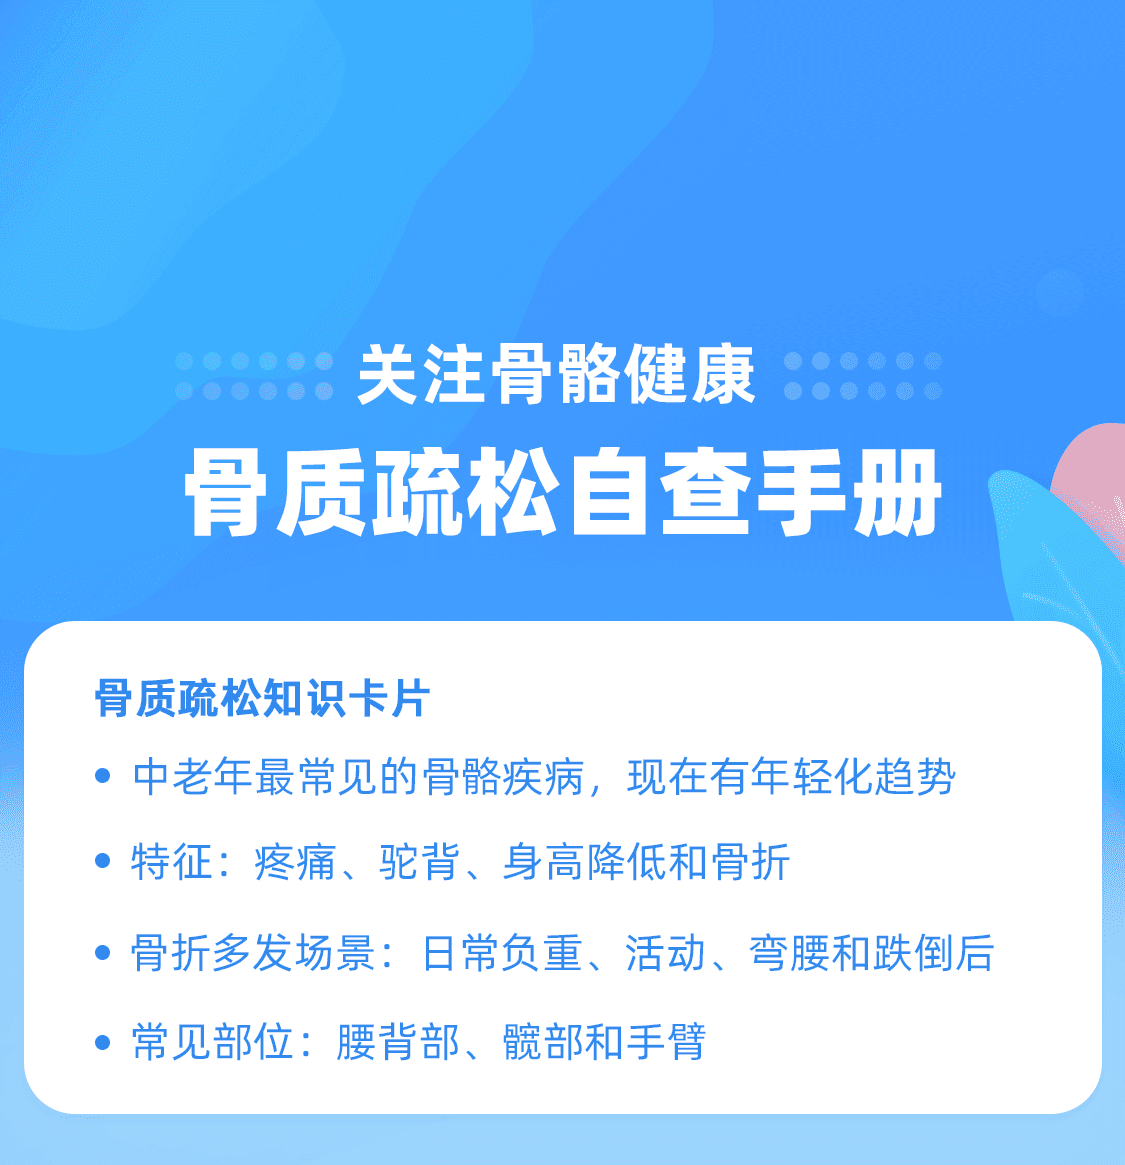 关注骨骼健康
骨质疏松自查手册
骨质疏松知识卡片
• 中老年最常见的骨骼疾病，现在有年轻化趋势
• 特征：疼痛、驼背、身高降低和骨折
• 骨折多发场景：日常负重、活动、弯腰和跌倒后
• 常见部位：腰背部、髋部和手臂